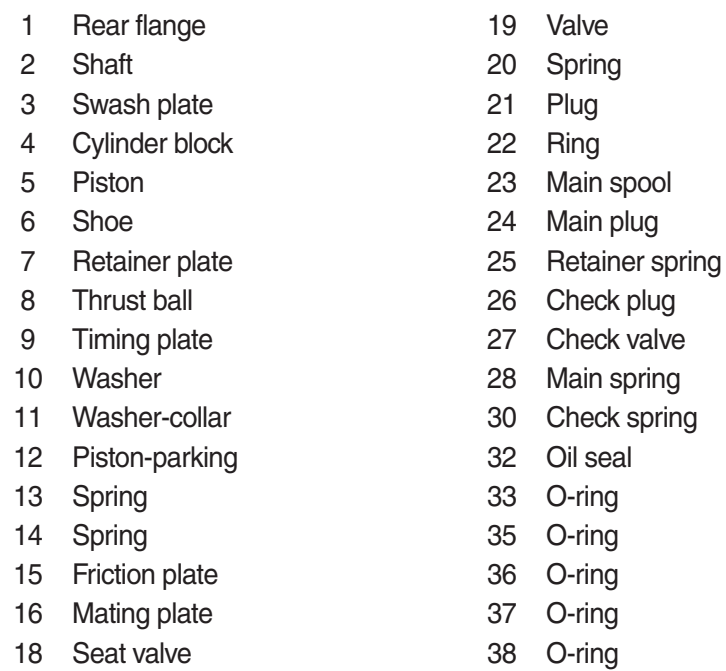 1 Rear flange
2 Shaft
3 Swash plate
4 Cylinder block
5 Piston
6 Shoe
7 Retainer plate
8 Thrust ball
9 Timing plate
10 Washer
11 Washer-collar
12 Piston-parking
13 Spring
14 Spring
15 Friction plate
16 Mating plate
18 Seat valve
19 Valve
20 Spring
21 Plug
22 Ring
23 Main spool
24 Main plug
25 Retainer spring
26 Check plug
27 Check valve
28 Main spring
30 Check spring
32 Oil seal
33 O-ring
35 O-ring
36 O-ring
37 O-ring
38 O-ring